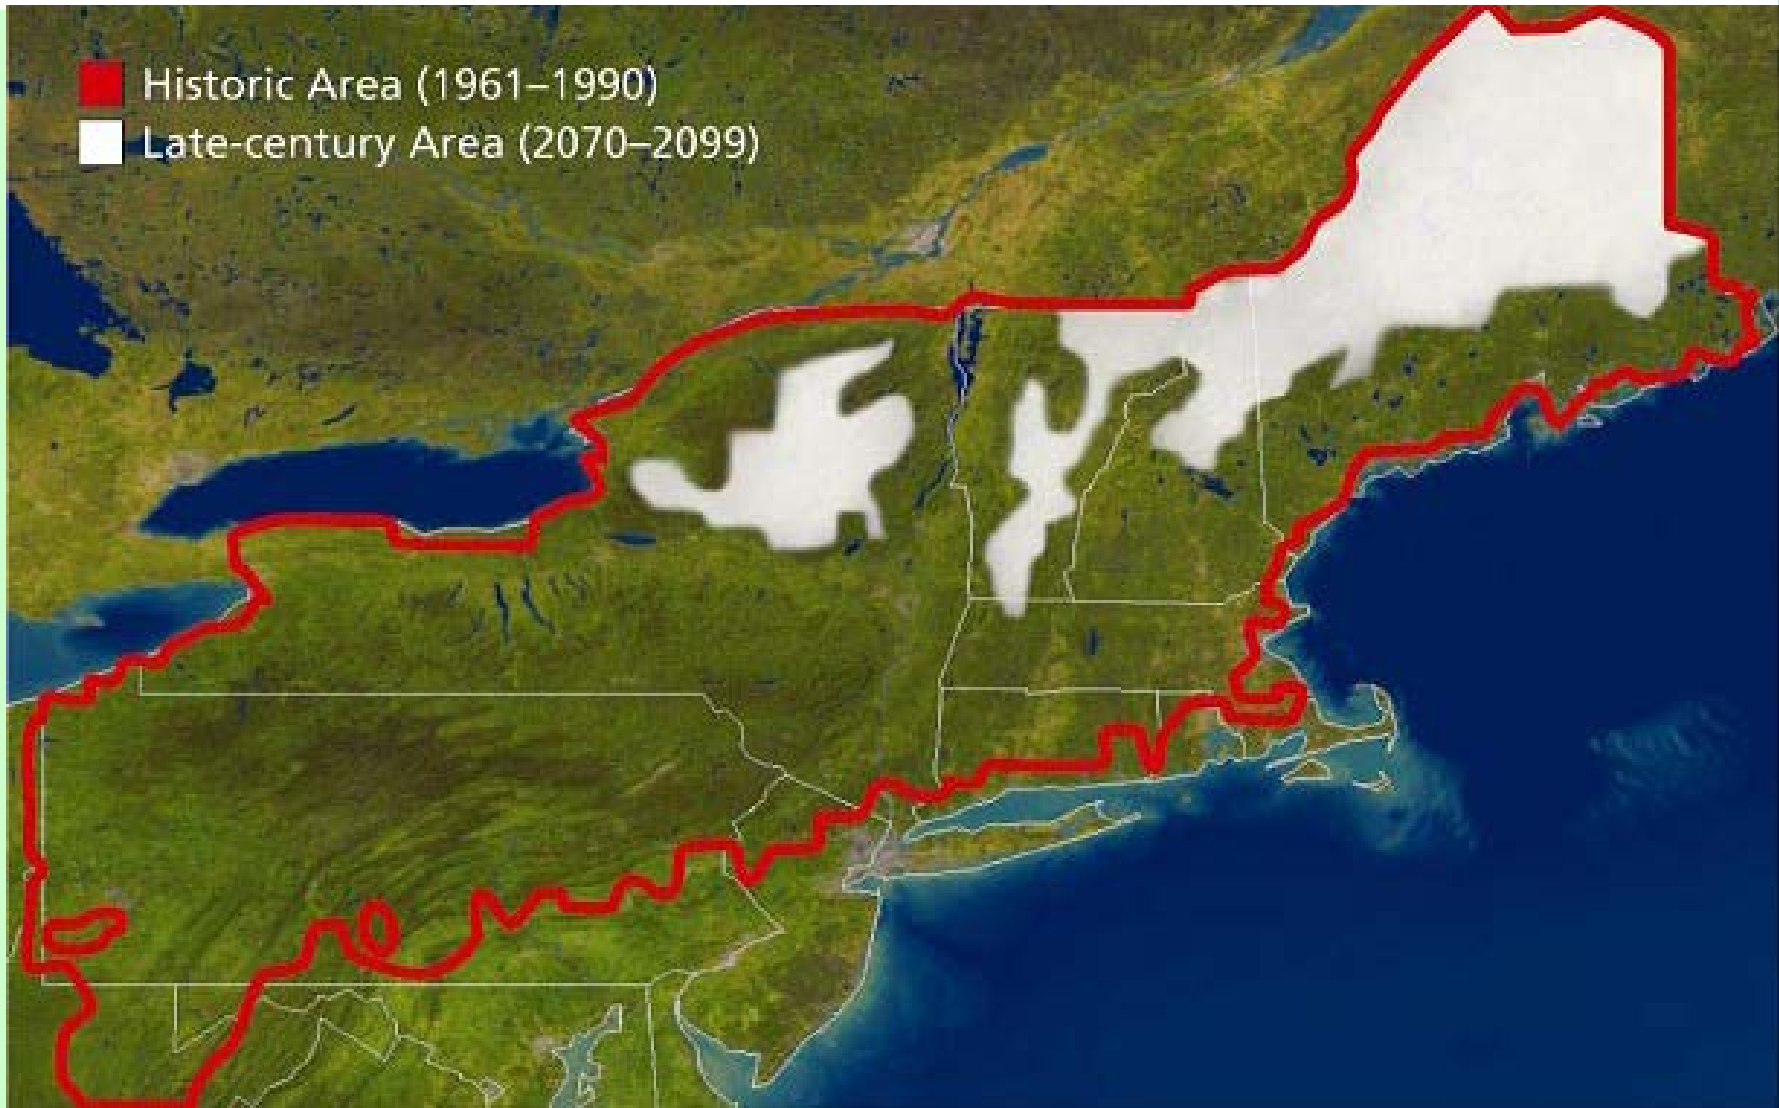 Historic Area (1961–1990)
Late-century Area (2070–2099)